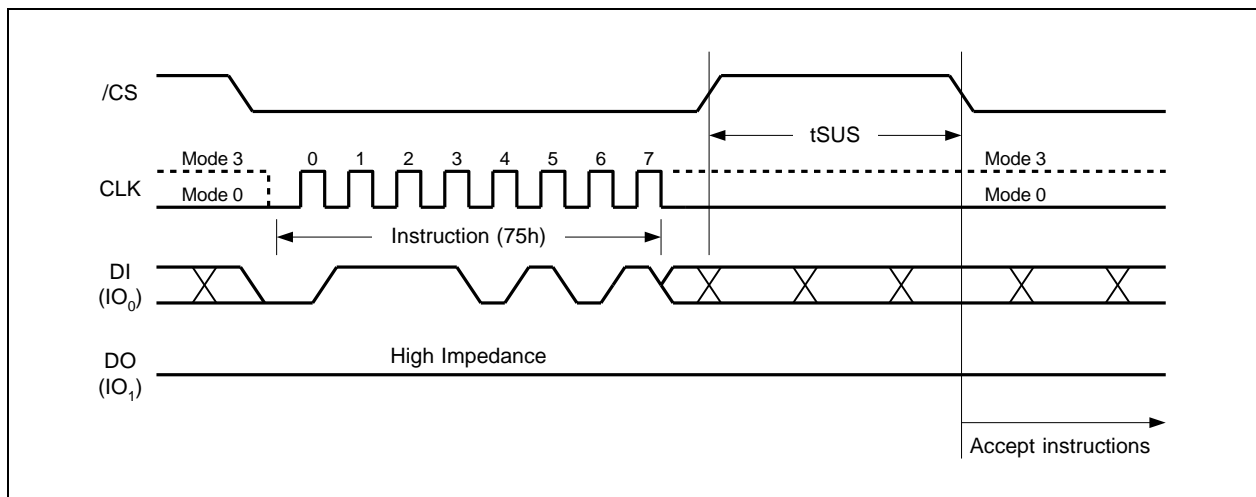 /CS
tSUS
Mode 3 0 1 2 3 4 5 6 7 Mode 3
CLK
Mode 0 Mode 0
Instruction (75h)
DI
(IO0)
High Impedance
DO
(IO1)
Accept instructions